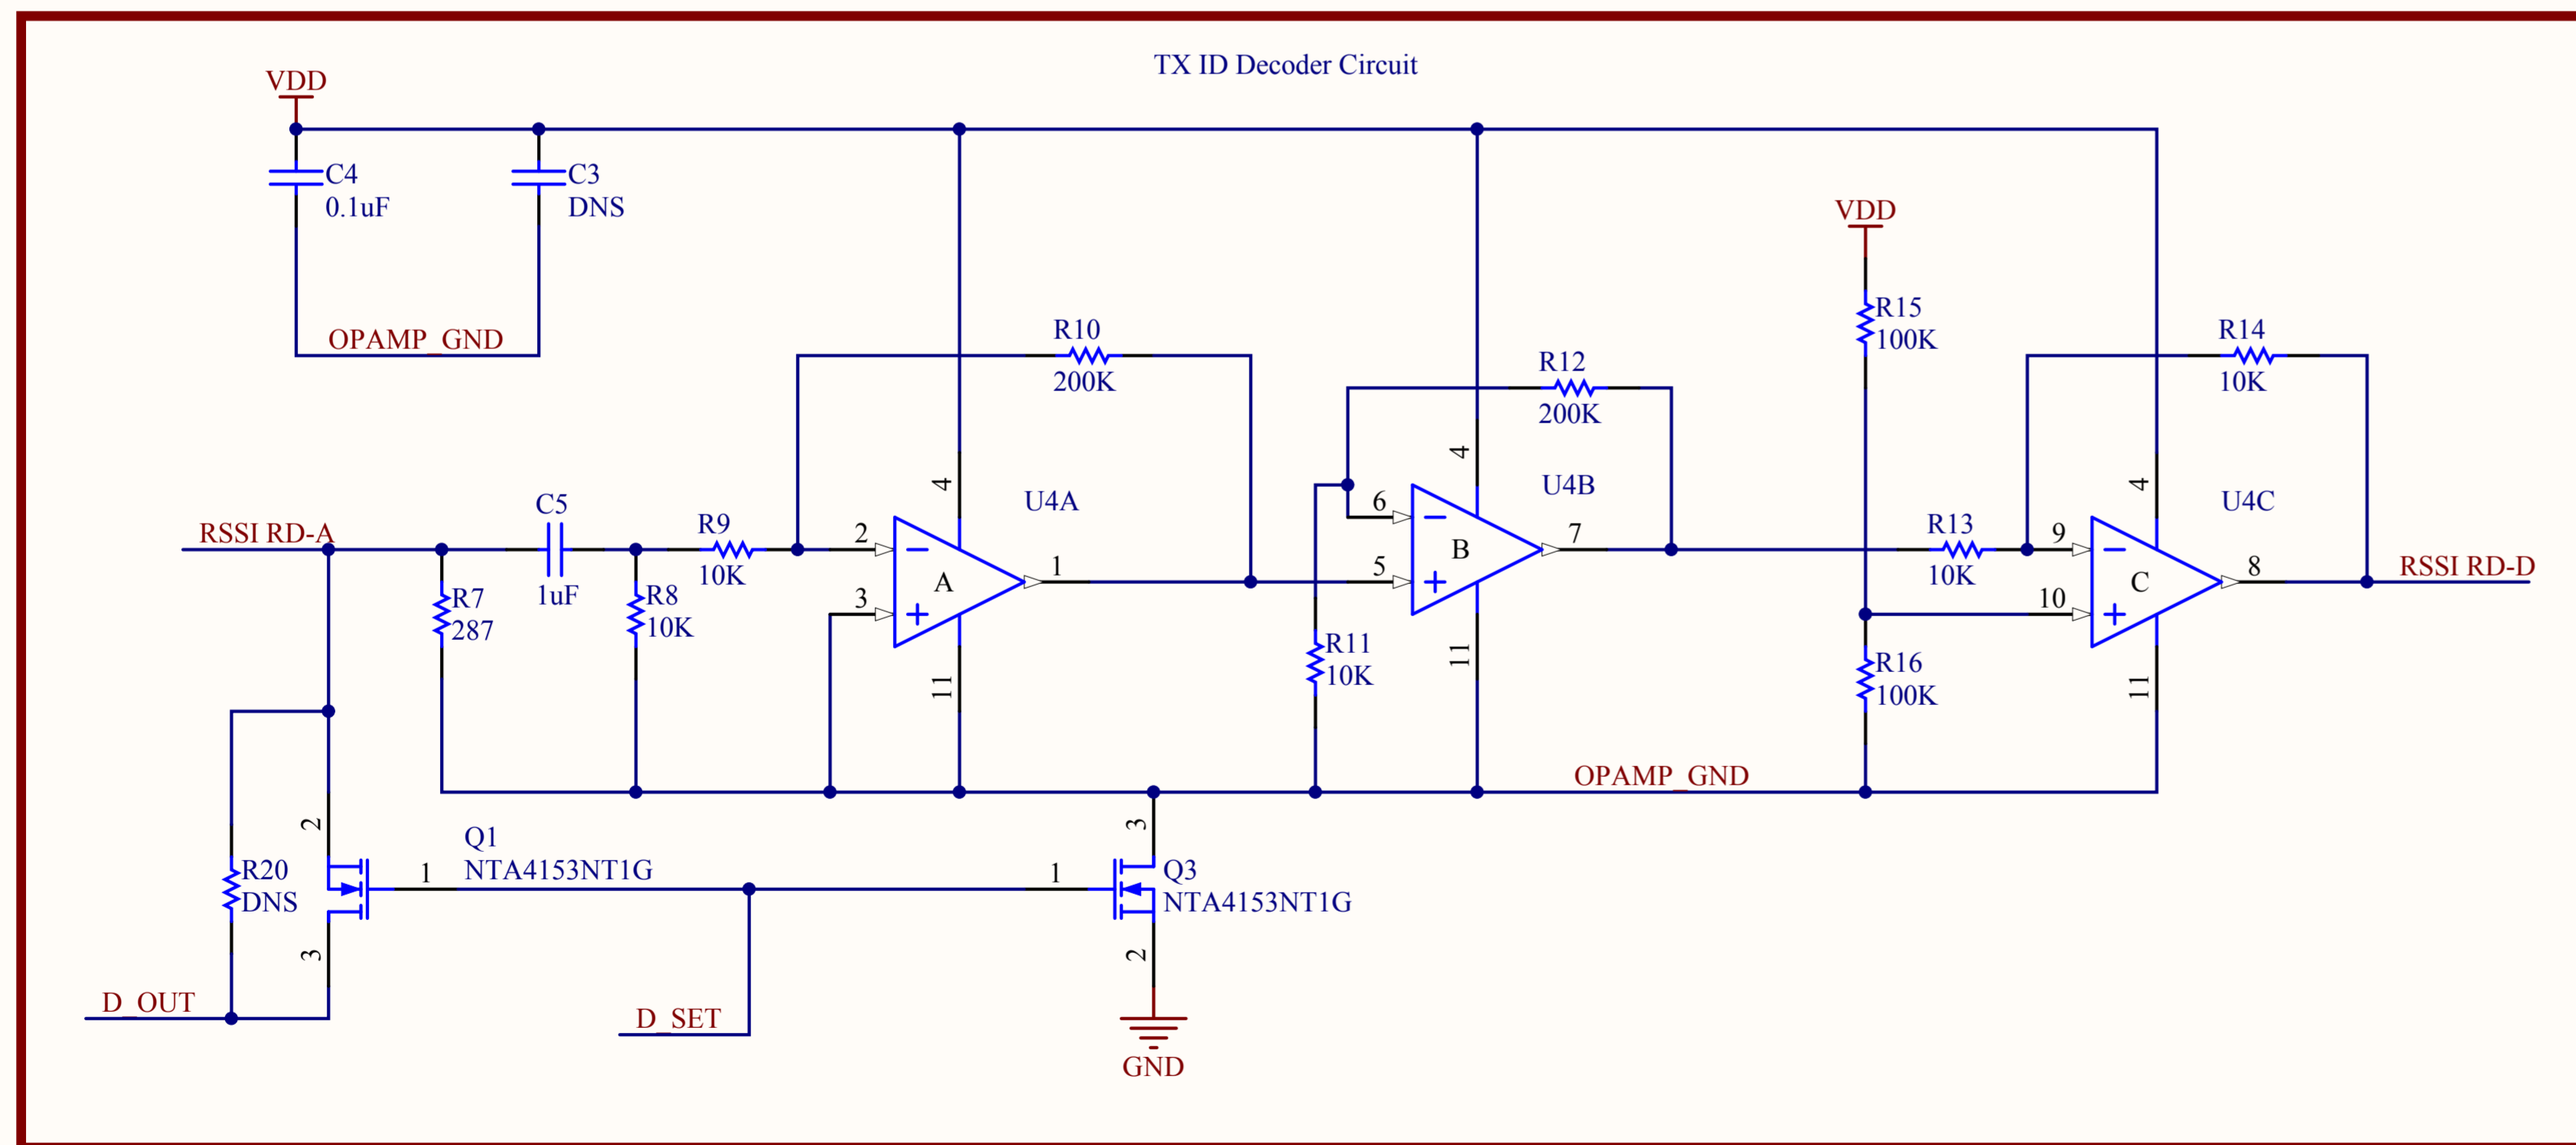 TX ID Decoder Circuit
VDD
C4
0.1uF
C3
DNS
OPAMP_GND
VDD
R15
100K
R10
200K
R12
200K
R14
10K
4
4
4
U4A
U4B
U4C
RSSI RD-A
C5
1uF
R9
10K
2
3
A
1
6
5
B
7
R13
10K
9
10
C
8
RSSI RD-D
R7
287
R8
10K
11
R11
10K
11
R16
100K
11
OPAMP_GND
2
Q1
NTA4153NT1G
1
R20
DNS
3
1
3
Q3
NTA4153NT1G
2
D_OUT
D_SET
GND